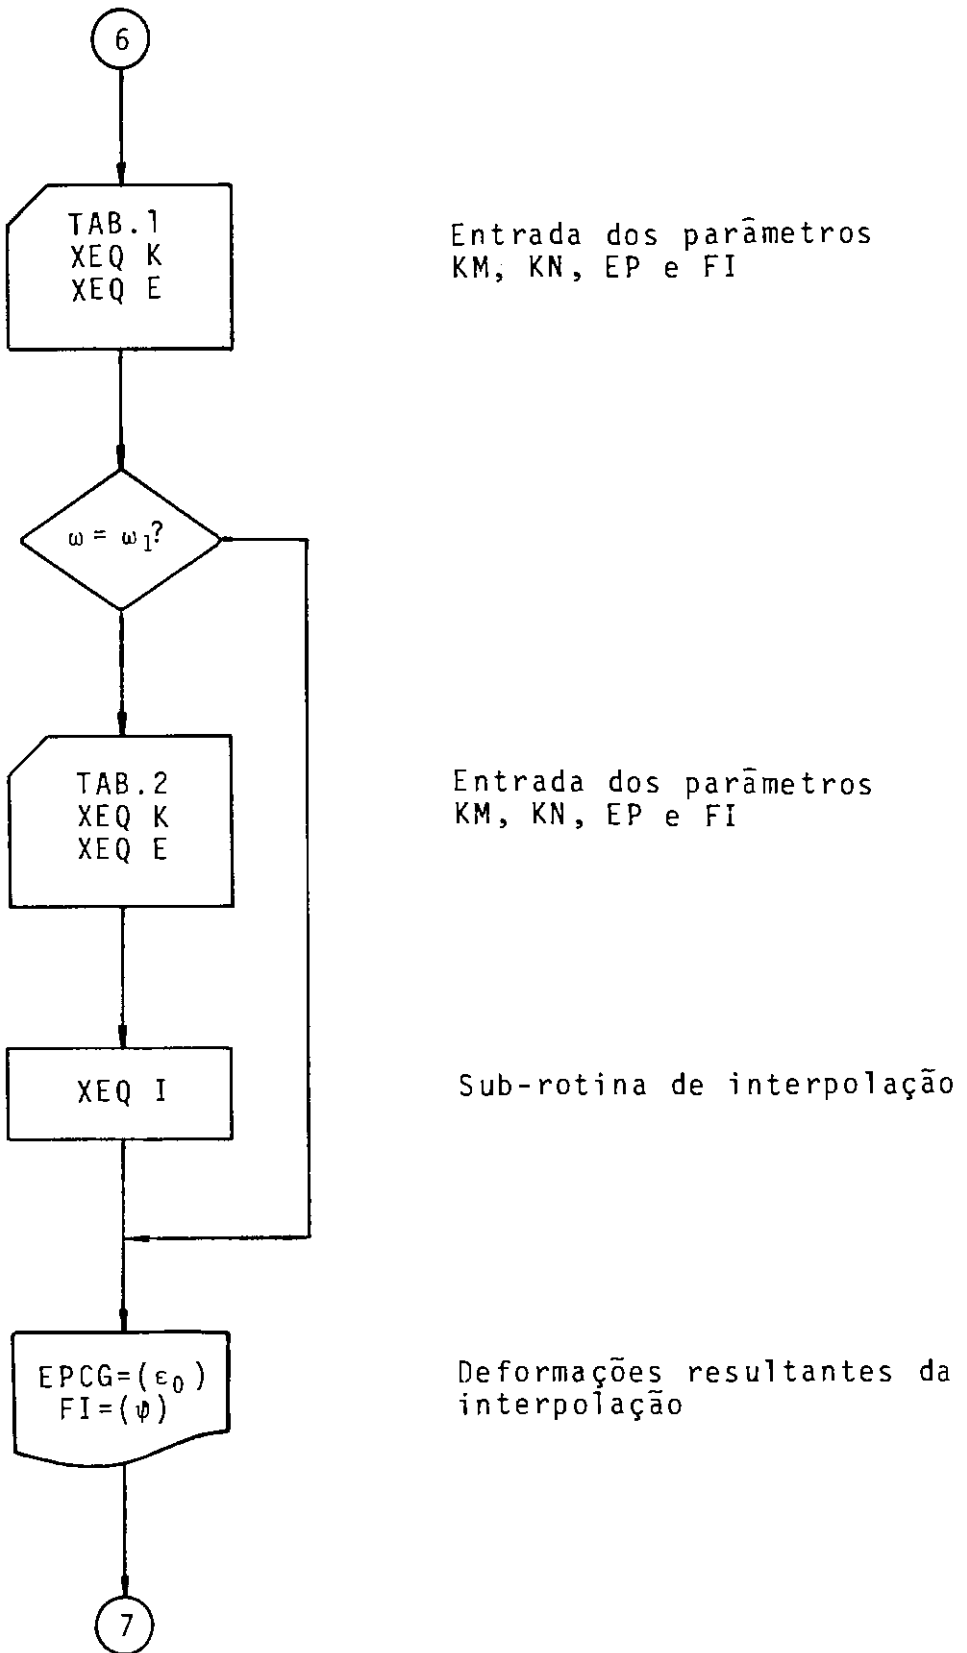 6
TAB.1
XEQ K
XEQ E
Entrada dos parâmetros
KM, KN, EP e FI
ω = ω₁?
TAB.2
XEQ K
XEQ E
Entrada dos parâmetros
KM, KN, EP e FI
XEQ I
Sub-rotina de interpolação
EPCG=(ε₀)
FI=(ψ)
Deformações resultantes da
interpolação
7